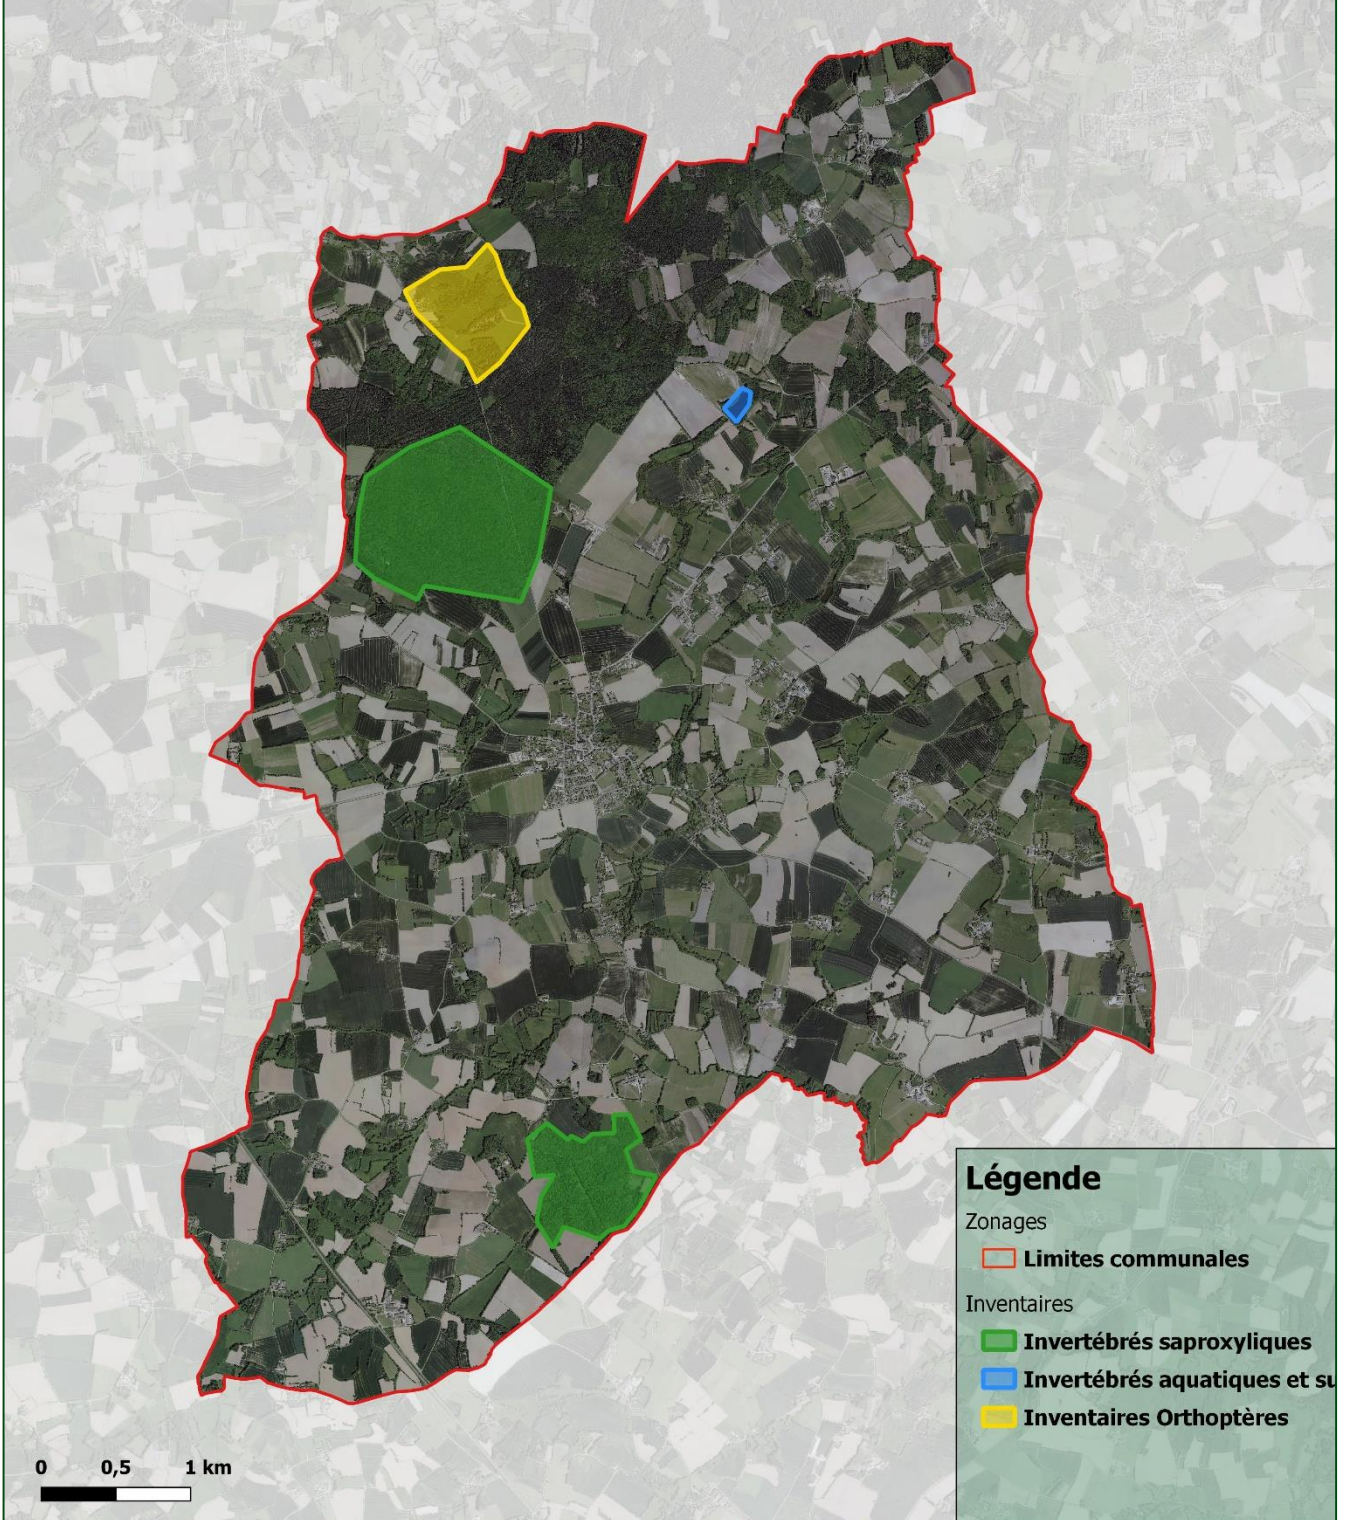 Légende
Zonages
Limites communales
Inventaires
Invertébrés saproxyliques
Invertébrés aquatiques et su
Inventaires Orthoptères
0 0,5 1 km